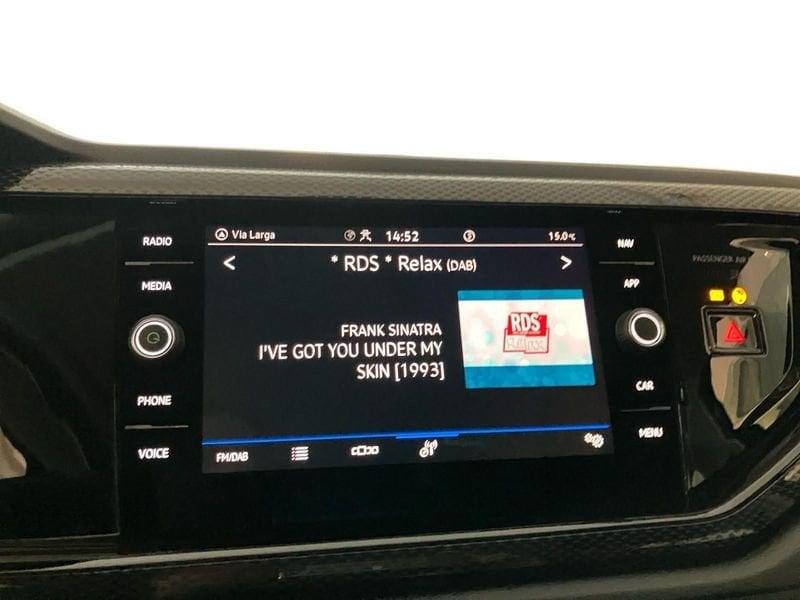 Via Larga 14:52 15.0°C
RADIO
MEDIA
PHONE
VOICE
* RDS * Relax (DAB)
FRANK SINATRA
I'VE GOT YOU UNDER MY
SKIN [1993]
RDS
FM/DAB
NAV
APP
CAR
MENU
PASSENGER AIR